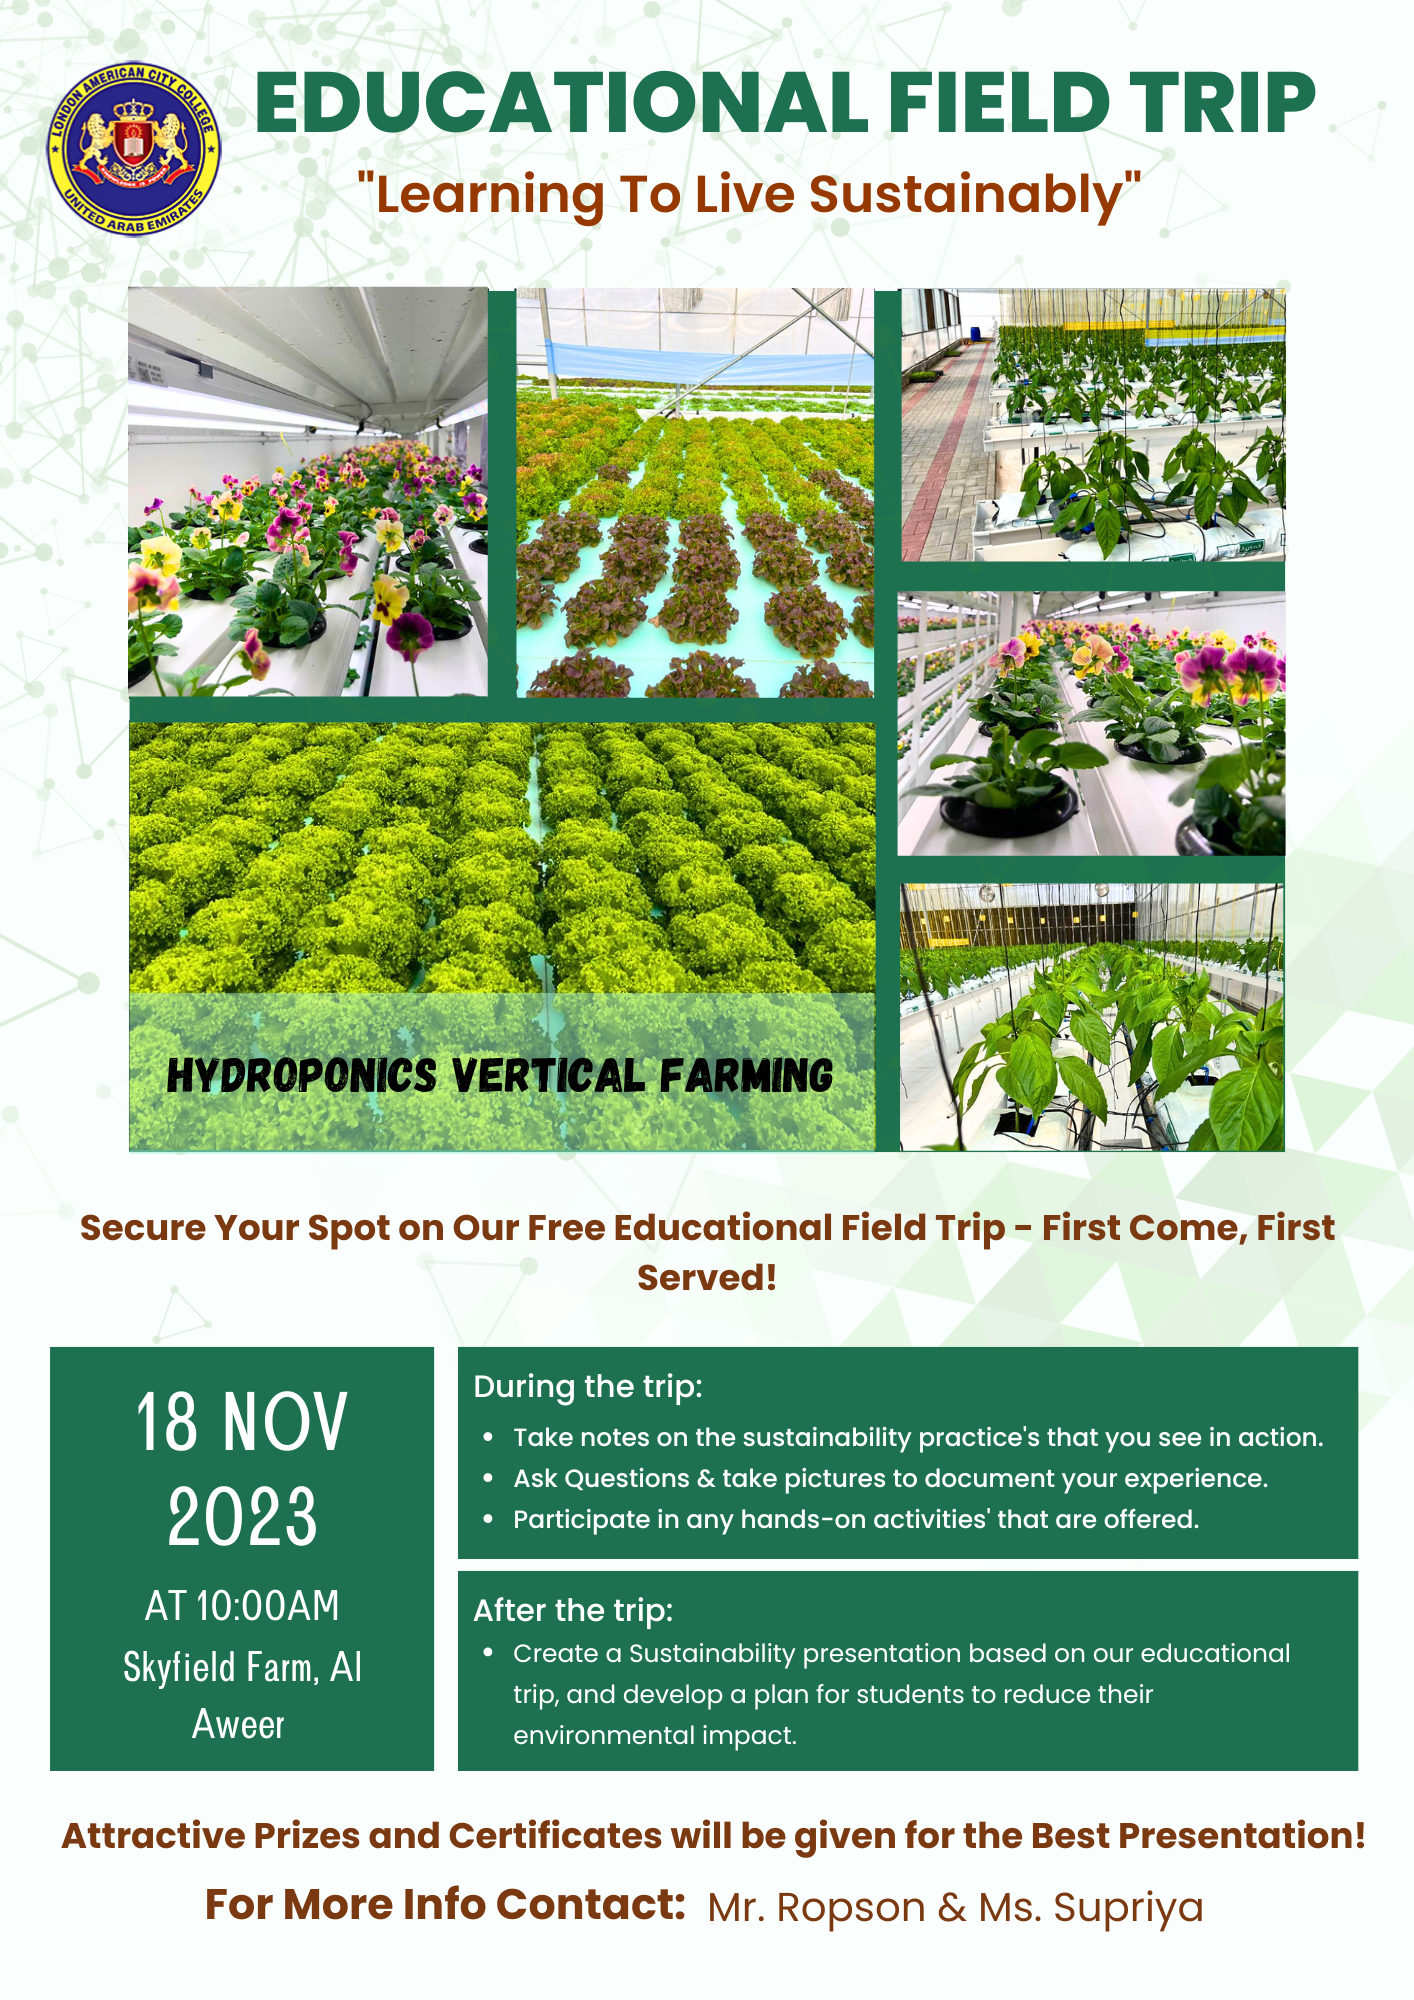 LONDON AMERICAN CITY COLLEGE
KNOWLEDGE IS POWER
UNITED ARAB EMIRATES
EDUCATIONAL FIELD TRIP
"Learning To Live Sustainably"
HYDROPONICS VERTICAL FARMING
Secure Your Spot on Our Free Educational Field Trip - First Come, First
Served!
18 NOV
2023
AT 10:00AM
Skyfield Farm, Al
Aweer
During the trip:
• Take notes on the sustainability practice's that you see in action.
• Ask Questions & take pictures to document your experience.
• Participate in any hands-on activities' that are offered.
After the trip:
• Create a Sustainability presentation based on our educational
trip, and develop a plan for students to reduce their
environmental impact.
Attractive Prizes and Certificates will be given for the Best Presentation!
For More Info Contact: Mr. Ropson & Ms. Supriya